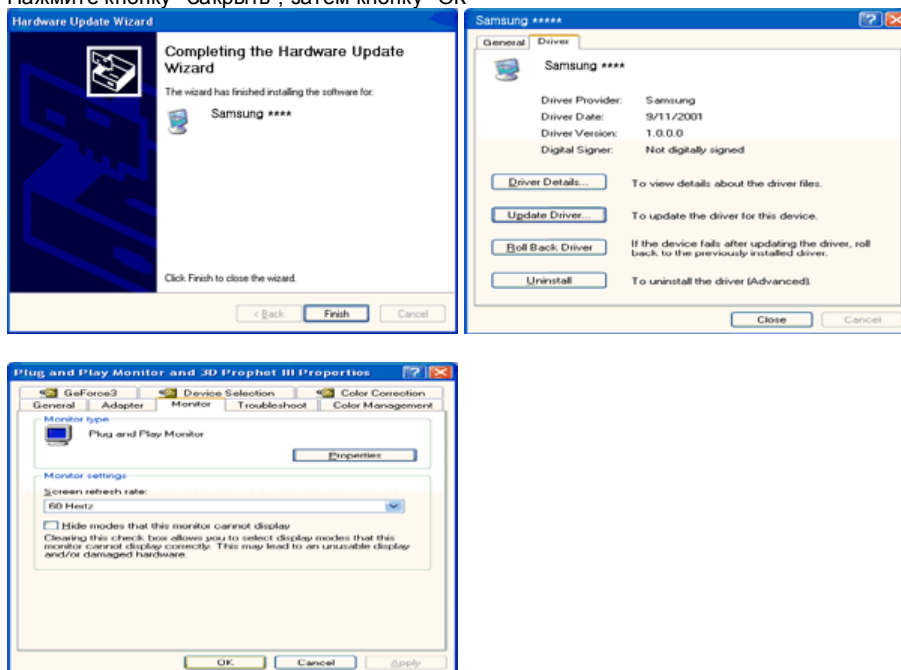 Нажмите кнопку "Закрыть", затем кнопку "ОК"
Hardware Update Wizard
Completing the Hardware Update
Wizard
The wizard has finished installing the software for:
Samsung ****
Click Finish to close the wizard.
< Back
Finish
Cancel
Samsung *****
General
Driver
Samsung ****
Driver Provider:
Samsung
Driver Date:
9/11/2001
Driver Version:
1.0.0.0
Digital Signer:
Not digitally signed
Driver Details...
To view details about the driver files.
Update Driver...
To update the driver for this device.
Roll Back Driver
If the device fails after updating the driver, roll
back to the previously installed driver.
Uninstall
To uninstall the driver (Advanced).
Close
Cancel
Plug and Play Monitor and 3D Prophet III Properties
GeForce3
Device Selection
Color Correction
General
Adapter
Monitor
Troubleshoot
Color Management
Monitor type
Plug and Play Monitor
Properties
Monitor settings
Screen refresh rate:
60 Hertz
Hide modes that this monitor cannot display
Clearing this check box allows you to select display modes that this
monitor cannot display correctly. This may lead to an unusable display
and/or damaged hardware.
OK
Cancel
Apply